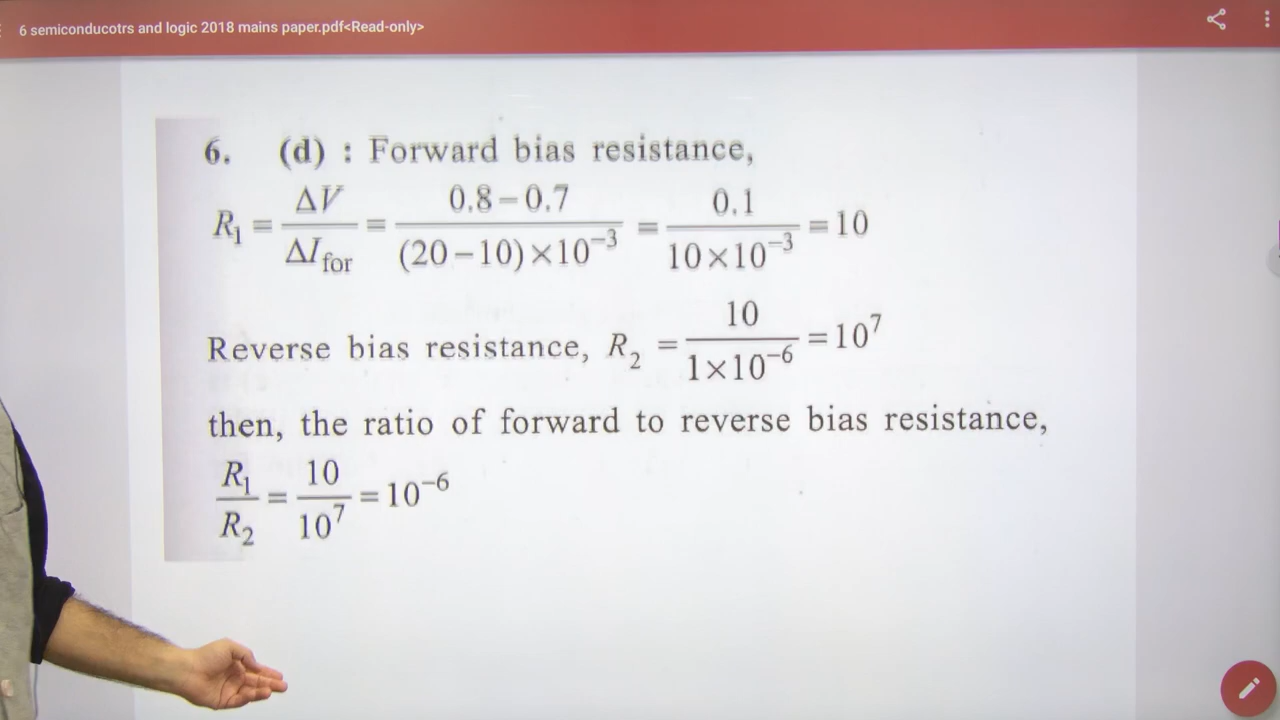 6 semiconducotrs and logic 2018 mains paper.pdf<Read-only>
6. (d) : Forward bias resistance,
R₁ = ΔV/ΔI_for = (0.8 – 0.7)/((20 – 10)×10⁻³) = 0.1/(10×10⁻³) = 10
Reverse bias resistance, R₂ = 10/(1×10⁻⁶) = 10⁷
then, the ratio of forward to reverse bias resistance,
R₁/R₂ = 10/10⁷ = 10⁻⁶